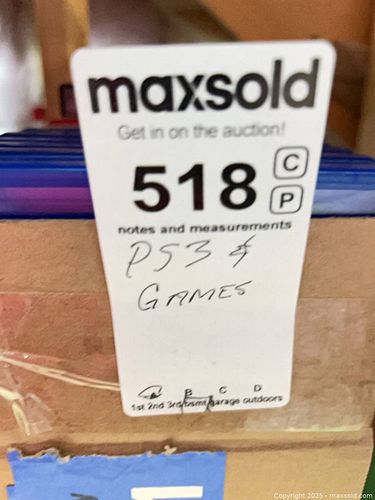 maxsold
Get in on the auction!
518
C
P
notes and measurements
PS3 &
GAMES
B C D
1st 2nd 3rd bsmt garage outdoors
Copyright 2025 - maxsold.com